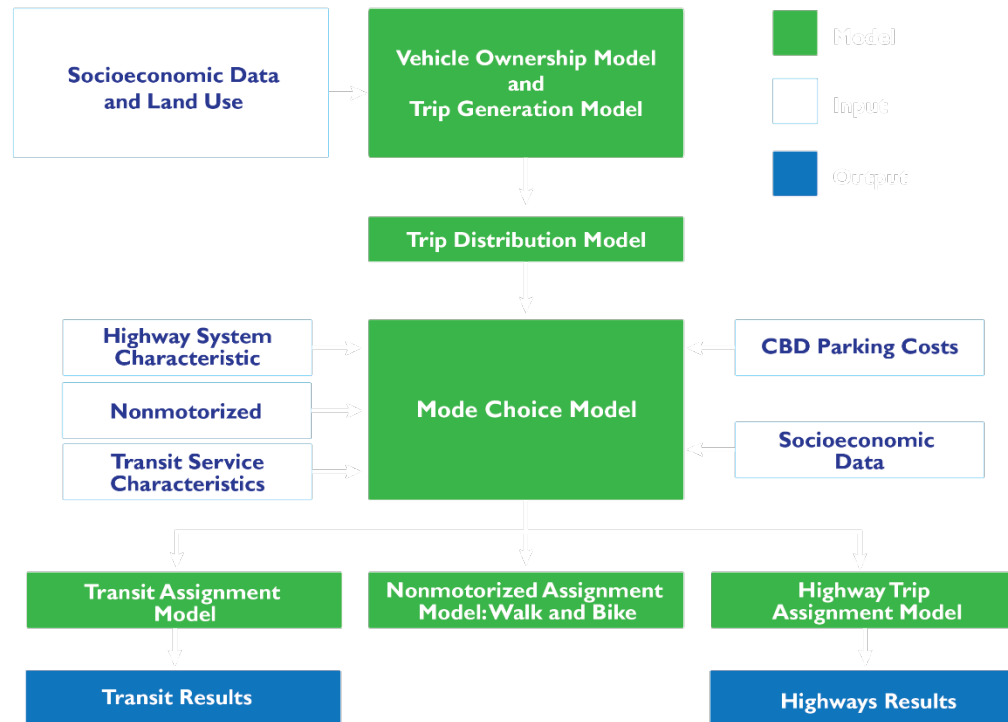 Socioeconomic Data
and Land Use
Vehicle Ownership Model
and
Trip Generation Model
Model
Input
Output
Trip Distribution Model
Highway System
Characteristic
Nonmotorized
Transit Service
Characteristics
Mode Choice Model
CBD Parking Costs
Socioeconomic
Data
Transit Assignment
Model
Nonmotorized Assignment
Model: Walk and Bike
Highway Trip
Assignment Model
Transit Results
Highways Results